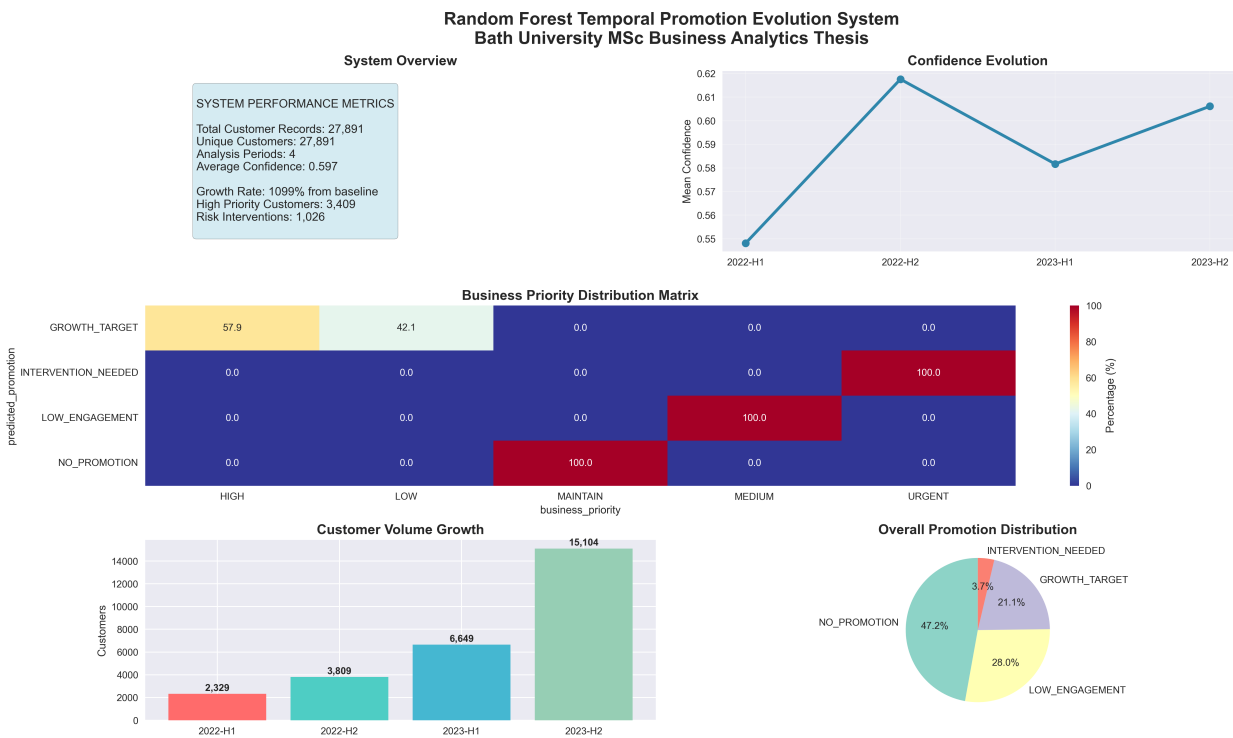 Random Forest Temporal Promotion Evolution System
Bath University MSc Business Analytics Thesis
System Overview
SYSTEM PERFORMANCE METRICS
Total Customer Records: 27,891
Unique Customers: 27,891
Analysis Periods: 4
Average Confidence: 0.597
Growth Rate: 1099% from baseline
High Priority Customers: 3,409
Risk Interventions: 1,026
Confidence Evolution
Mean Confidence
0.62
0.61
0.60
0.59
0.58
0.57
0.56
0.55
2022-H1 2022-H2 2023-H1 2023-H2
Business Priority Distribution Matrix
predicted_promotion
GROWTH_TARGET 57.9 42.1 0.0 0.0 0.0
INTERVENTION_NEEDED 0.0 0.0 0.0 0.0 100.0
LOW_ENGAGEMENT 0.0 0.0 0.0 100.0 0.0
NO_PROMOTION 0.0 0.0 100.0 0.0 0.0
HIGH LOW MAINTAIN MEDIUM URGENT
business_priority
100
80
60
40
20
0
Percentage (%)
Customer Volume Growth
Customers
14000
12000
10000
8000
6000
4000
2000
0
2,329
3,809
6,649
15,104
2022-H1 2022-H2 2023-H1 2023-H2
Overall Promotion Distribution
INTERVENTION_NEEDED
3.7%
GROWTH_TARGET
21.1%
NO_PROMOTION
47.2%
28.0%
LOW_ENGAGEMENT